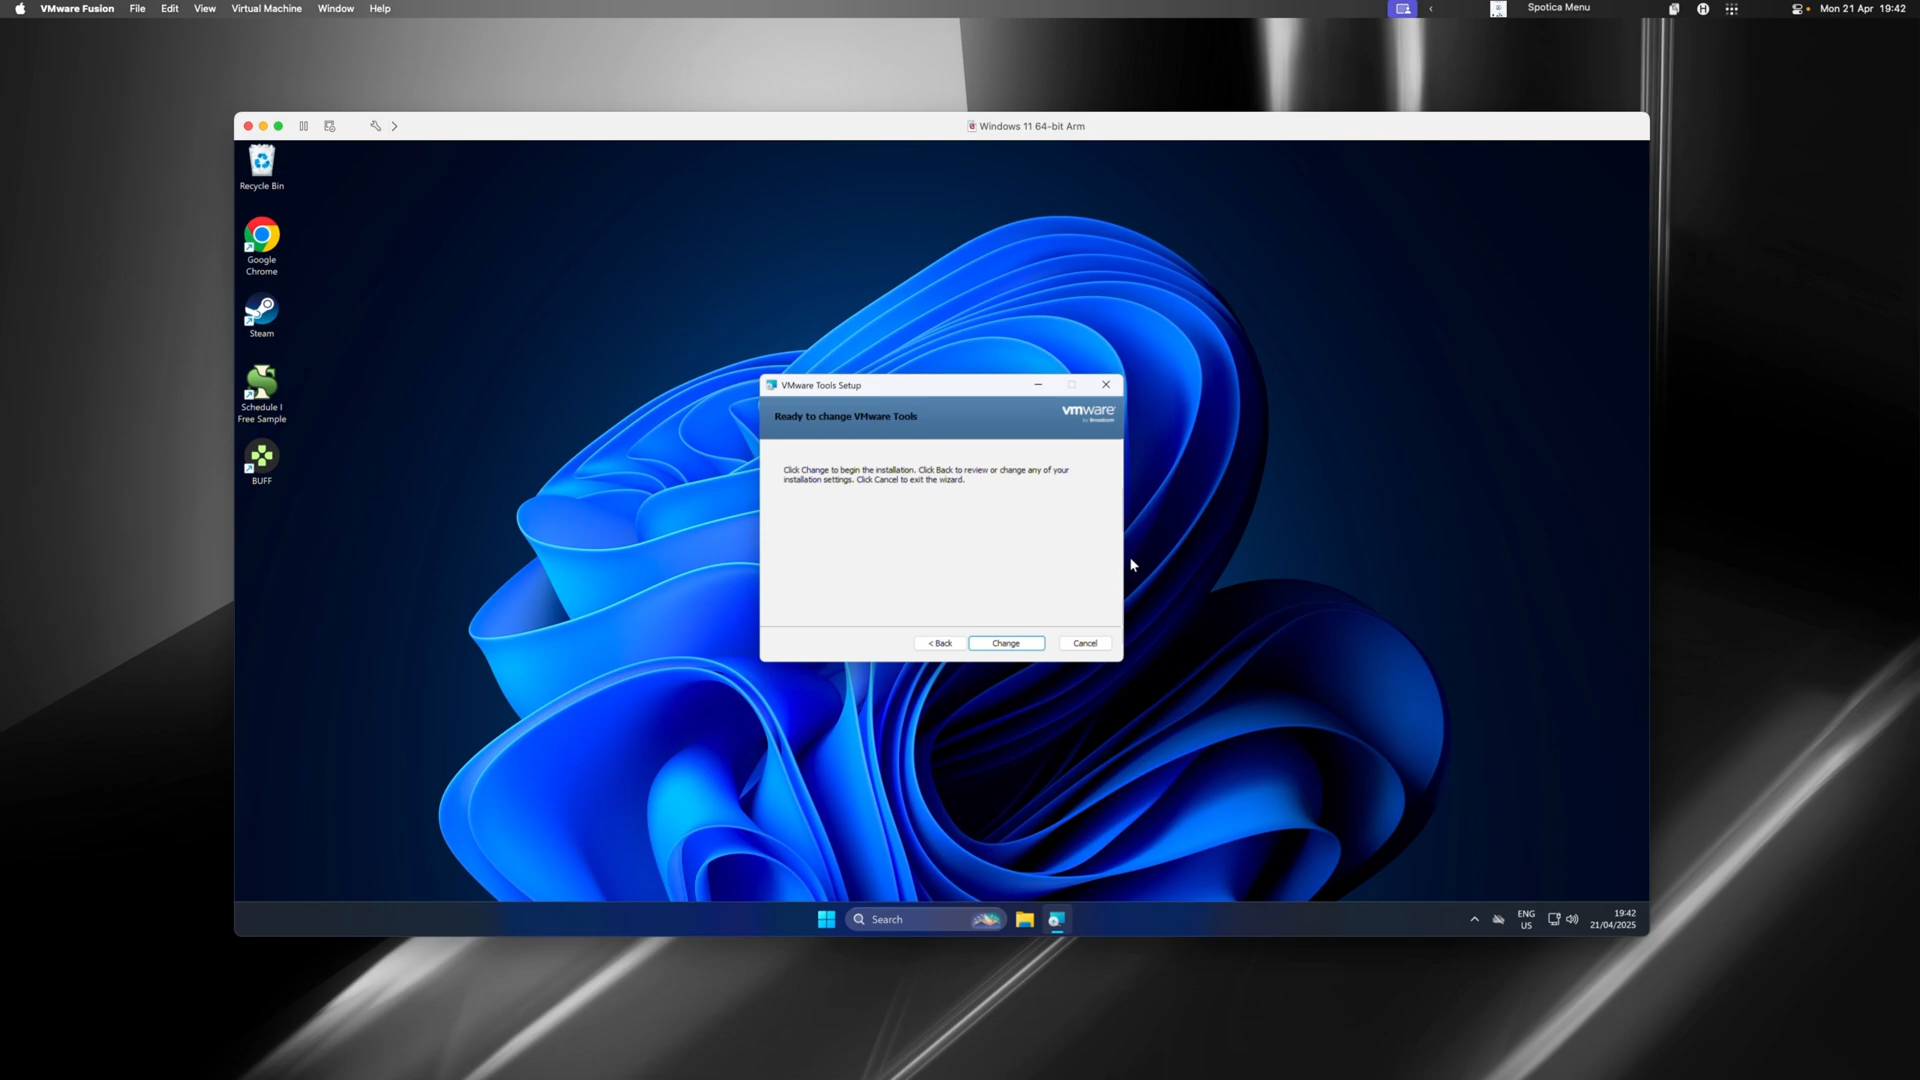 VMware Fusion File Edit View Virtual Machine Window Help
Spotica Menu
Mon 21 Apr 19:42
Windows 11 64-bit Arm
Recycle Bin
Google
Chrome
Steam
Schedule I
Free Sample
BUFF
VMware Tools Setup
Ready to change VMware Tools
vmware
by Broadcom
Click Change to begin the installation. Click Back to review or change any of your
installation settings. Click Cancel to exit the wizard.
< Back Change Cancel
Search
ENG
US
19:42
21/04/2025